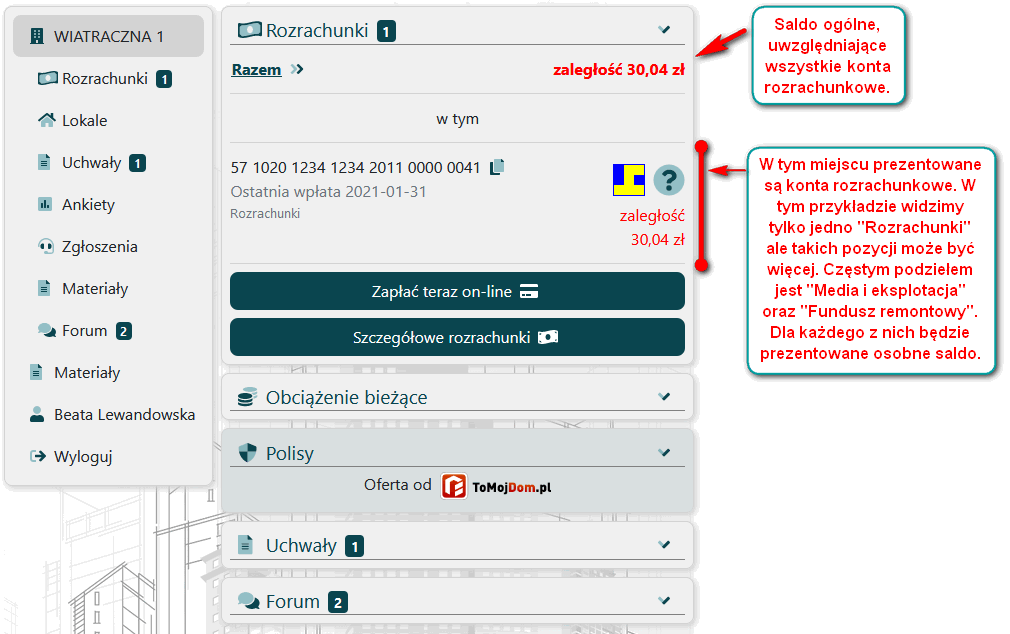 WIATRACZNA 1
Rozrachunki 1
Lokale
Uchwały 1
Ankiety
Zgłoszenia
Materiały
Forum 2
Materiały
Beata Lewandowska
Wyloguj
Rozrachunki 1
Razem
zaległość 30,04 zł
w tym
57 1020 1234 1234 2011 0000 0041
Ostatnia wpłata 2021-01-31
Rozrachunki
?
zaległość
30,04 zł
Zapłać teraz on-line
Szczegółowe rozrachunki
Obciążenie bieżące
Polisy
Oferta od ToMojDom.pl
Uchwały 1
Forum 2
Saldo ogólne,
uwzględniające
wszystkie konta
rozrachunkowe.
W tym miejscu prezentowane
są konta rozrachunkowe. W
tym przykladzie widzimy
tylko jedno "Rozrachunki"
ale takich pozycji może być
więcej. Częstym podzielem
jest "Media i eksplotacja"
oraz "Fundusz remontowy".
Dla każdego z nich będzie
prezentowane osobne saldo.